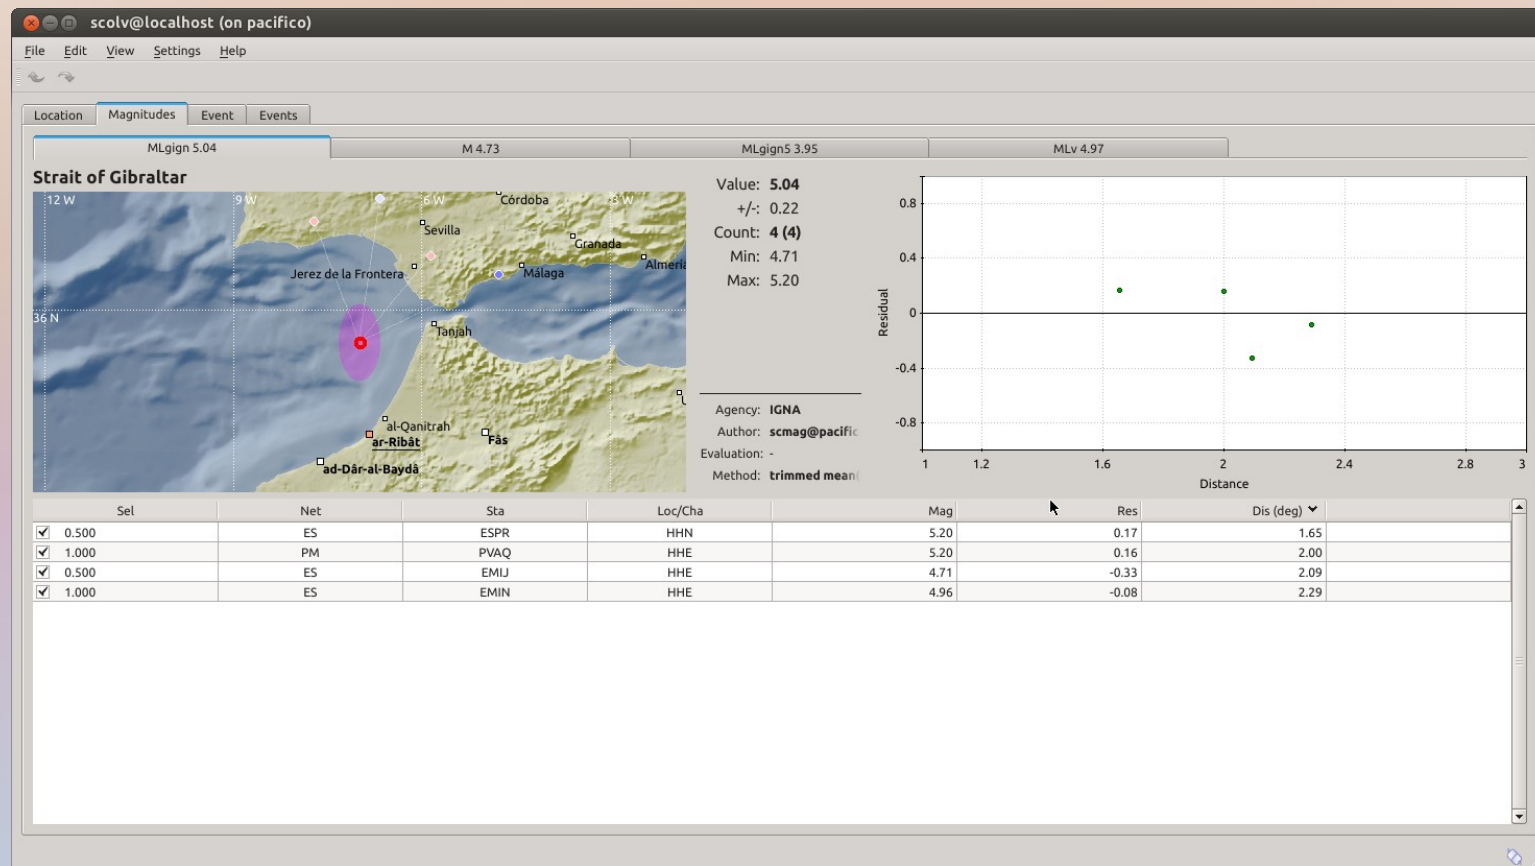 scolv@localhost (on pacifico)
File Edit View Settings Help
Location Magnitudes Event Events
MLgign 5.04 M 4.73 MLgign5 3.95 MLv 4.97
Strait of Gibraltar
12 W 9 W 6 W 3 W
Córdoba
Sevilla
Granada
Jerez de la Frontera Málaga Almería
36 N
Tanjah
al-Qanitrah
ar-Ribât Fâs
ad-Dâr-al-Baydâ
Value: 5.04
+/-: 0.22
Count: 4 (4)
Min: 4.71
Max: 5.20
Agency: IGNA
Author: scmag@pacific
Evaluation: -
Method: trimmed mean(
0.8
0.4
0
-0.4
-0.8
Residual
1 1.2 1.6 2 2.4 2.8 3
Distance
Sel Net Sta Loc/Cha Mag Res Dis (deg)
0.500 ES ESPR HHN 5.20 0.17 1.65
1.000 PM PVAQ HHE 5.20 0.16 2.00
0.500 ES EMIJ HHE 4.71 -0.33 2.09
1.000 ES EMIN HHE 4.96 -0.08 2.29